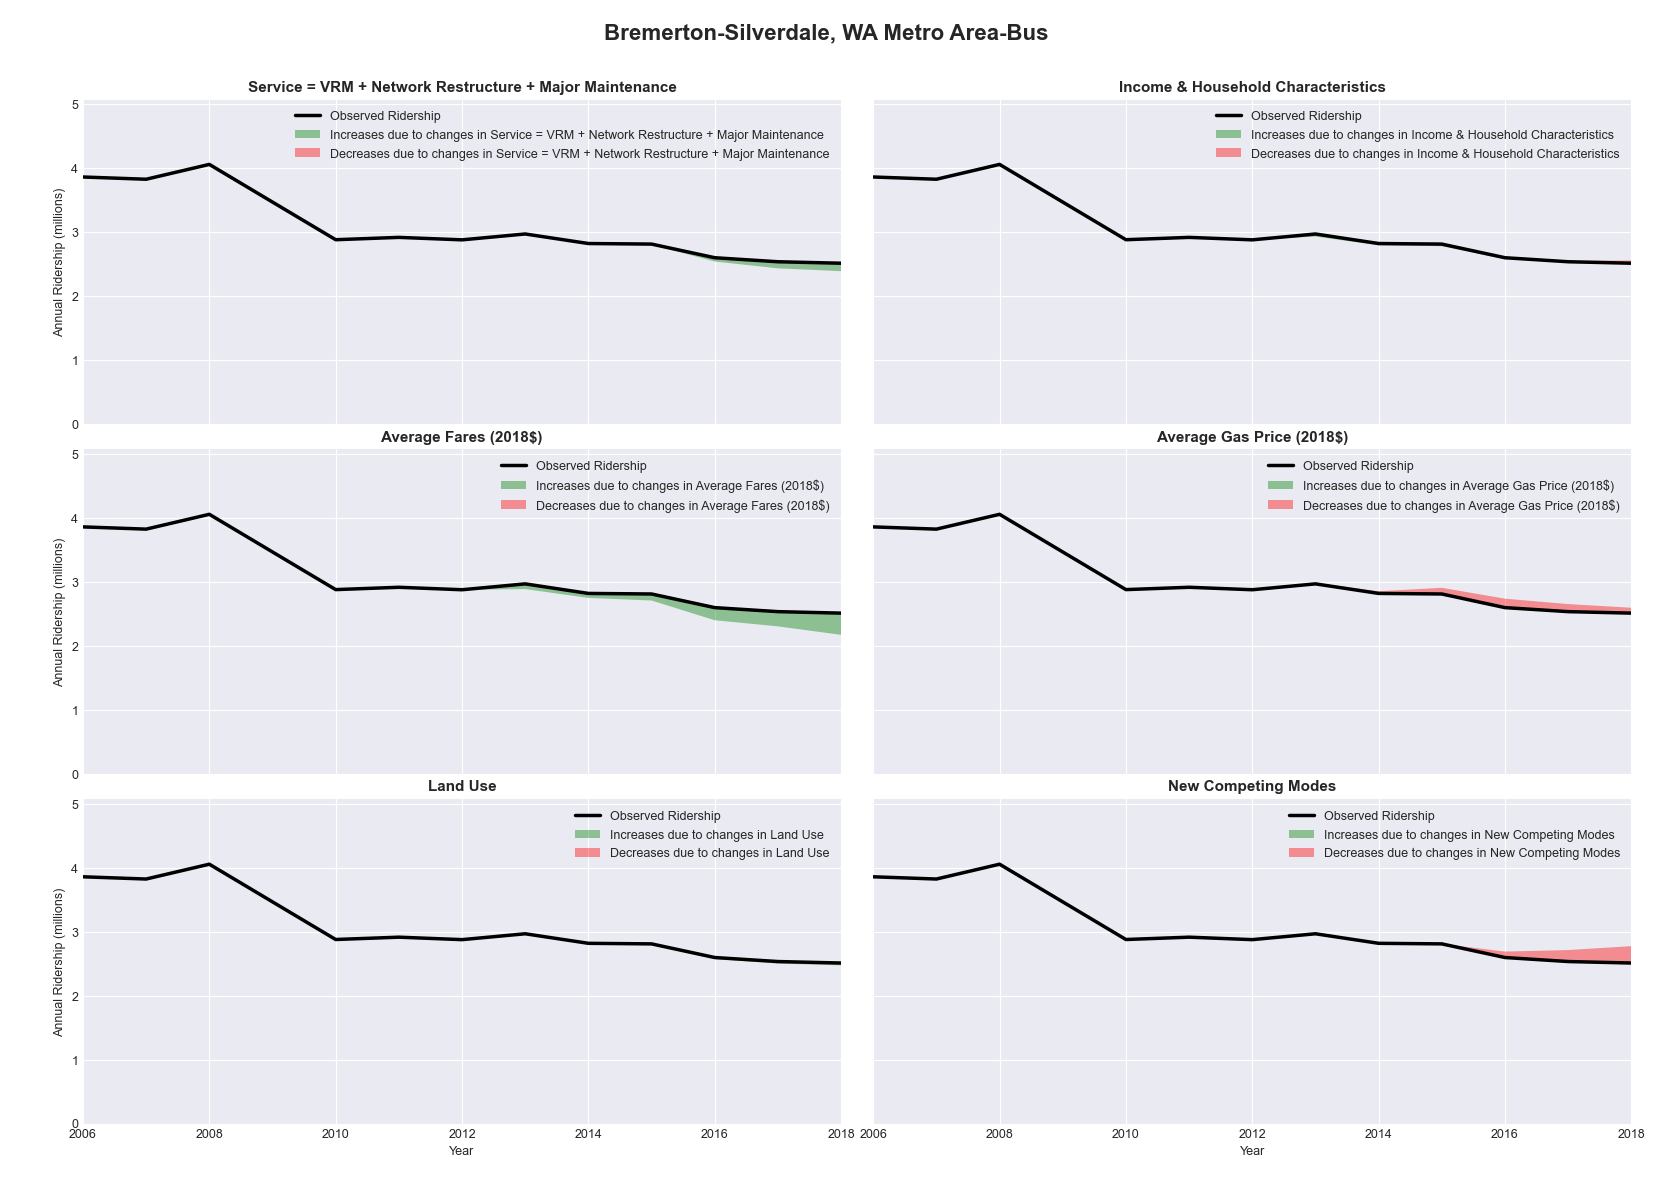 Bremerton-Silverdale, WA Metro Area-Bus
Service = VRM + Network Restructure + Major Maintenance
Observed Ridership
Increases due to changes in Service = VRM + Network Restructure + Major Maintenance
Decreases due to changes in Service = VRM + Network Restructure + Major Maintenance
5
4
3
2
1
0
Annual Ridership (millions)
Income & Household Characteristics
Observed Ridership
Increases due to changes in Income & Household Characteristics
Decreases due to changes in Income & Household Characteristics
Average Fares (2018$)
Observed Ridership
Increases due to changes in Average Fares (2018$)
Decreases due to changes in Average Fares (2018$)
5
4
3
2
1
0
Annual Ridership (millions)
Average Gas Price (2018$)
Observed Ridership
Increases due to changes in Average Gas Price (2018$)
Decreases due to changes in Average Gas Price (2018$)
Land Use
Observed Ridership
Increases due to changes in Land Use
Decreases due to changes in Land Use
5
4
3
2
1
0
Annual Ridership (millions)
2006 2008 2010 2012 2014 2016 2018
Year
New Competing Modes
Observed Ridership
Increases due to changes in New Competing Modes
Decreases due to changes in New Competing Modes
2006 2008 2010 2012 2014 2016 2018
Year